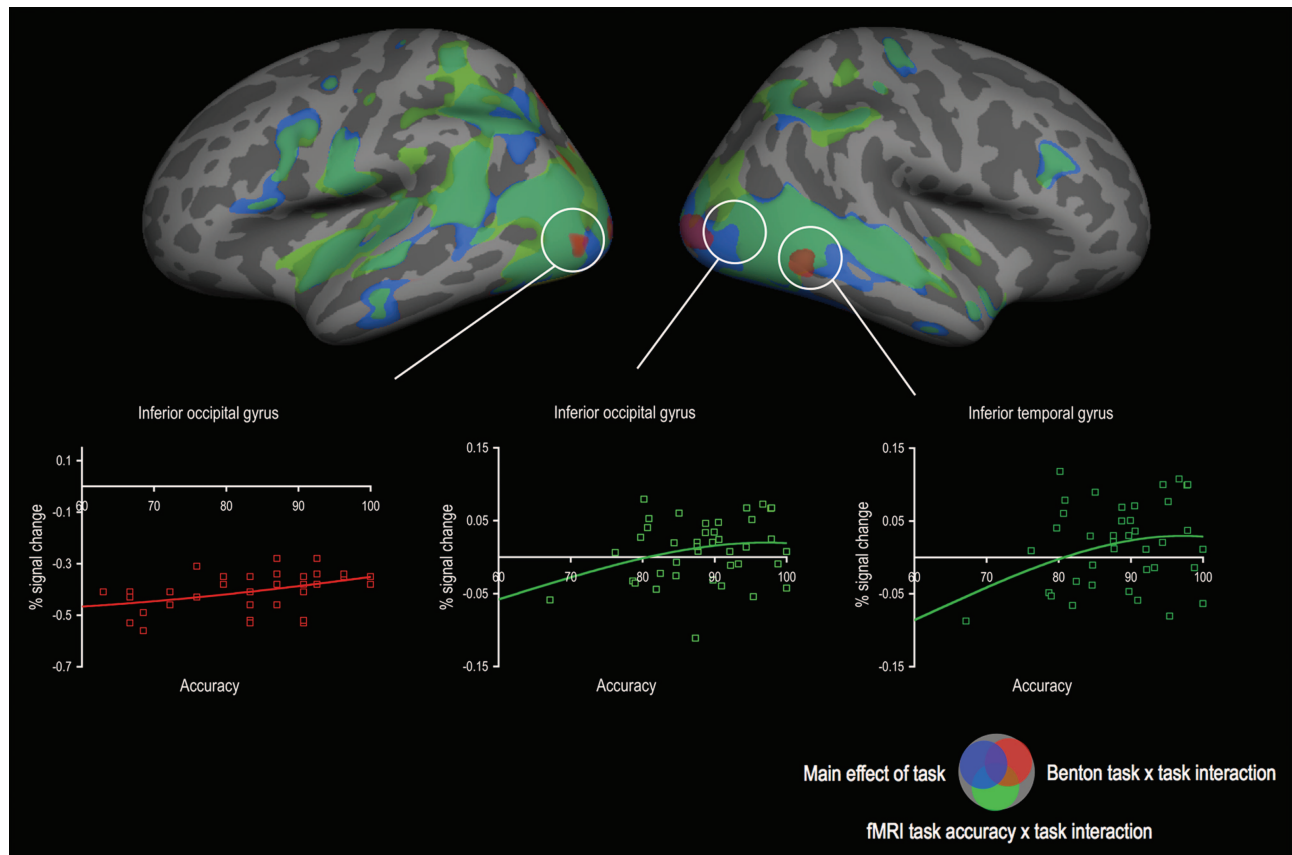 Inferior occipital gyrus
Inferior occipital gyrus
Inferior temporal gyrus
% signal change
0.1
-0.1
-0.3
-0.5
-0.7
60
70
80
90
100
Accuracy
% signal change
0.15
0.05
-0.05
-0.15
60
70
80
90
100
Accuracy
% signal change
0.15
0.05
-0.05
-0.15
60
70
80
90
100
Accuracy
Main effect of task
Benton task x task interaction
fMRI task accuracy x task interaction